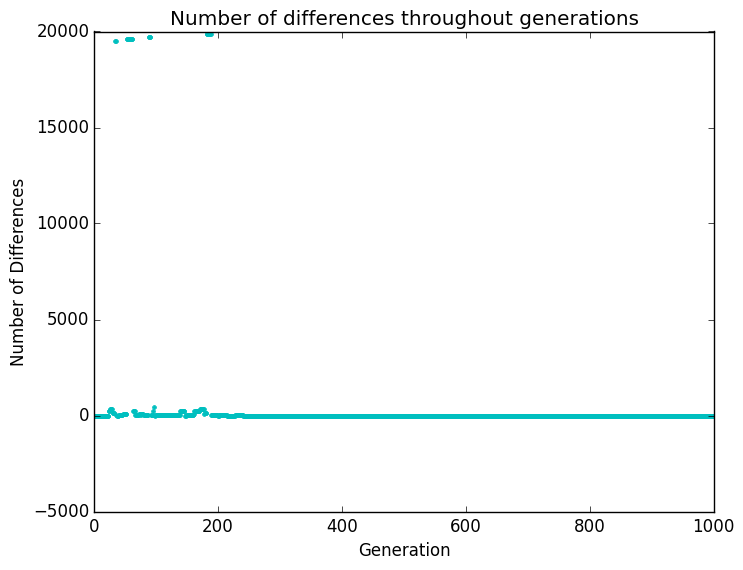 Number of differences throughout generations
20000
15000
10000
5000
0
−5000
Number of Differences
0 200 400 600 800 1000
Generation